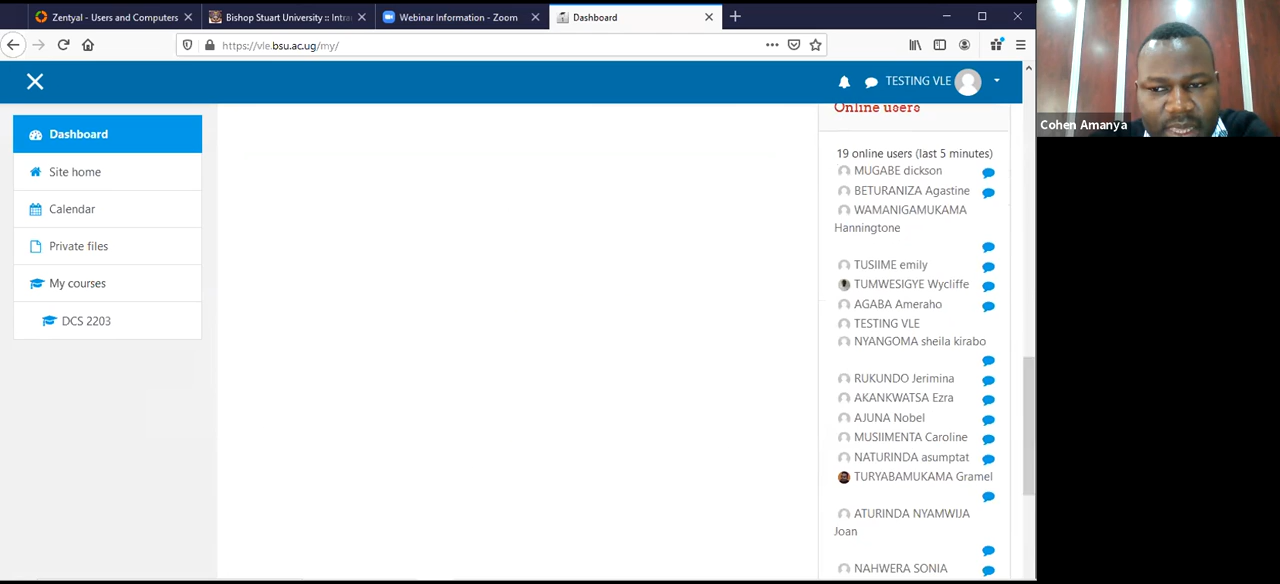 Zentyal - Users and Computers
Bishop Stuart University :: Intra
Webinar Information - Zoom
Dashboard
https://vle.bsu.ac.ug/my/
TESTING VLE
Cohen Amanya
Dashboard
Site home
Calendar
Private files
My courses
DCS 2203
Online users
19 online users (last 5 minutes)
MUGABE dickson
BETURANIZA Agastine
WAMANIGAMUKAMA
Hanningtone
TUSIIME emily
TUMWESIGYE Wycliffe
AGABA Ameraho
TESTING VLE
NYANGOMA sheila kirabo
RUKUNDO Jerimina
AKANKWATSA Ezra
AJUNA Nobel
MUSIIMENTA Caroline
NATURINDA asumptat
TURYABAMUKAMA Gramel
ATURINDA NYAMWIJA
Joan
NAHWERA SONIA